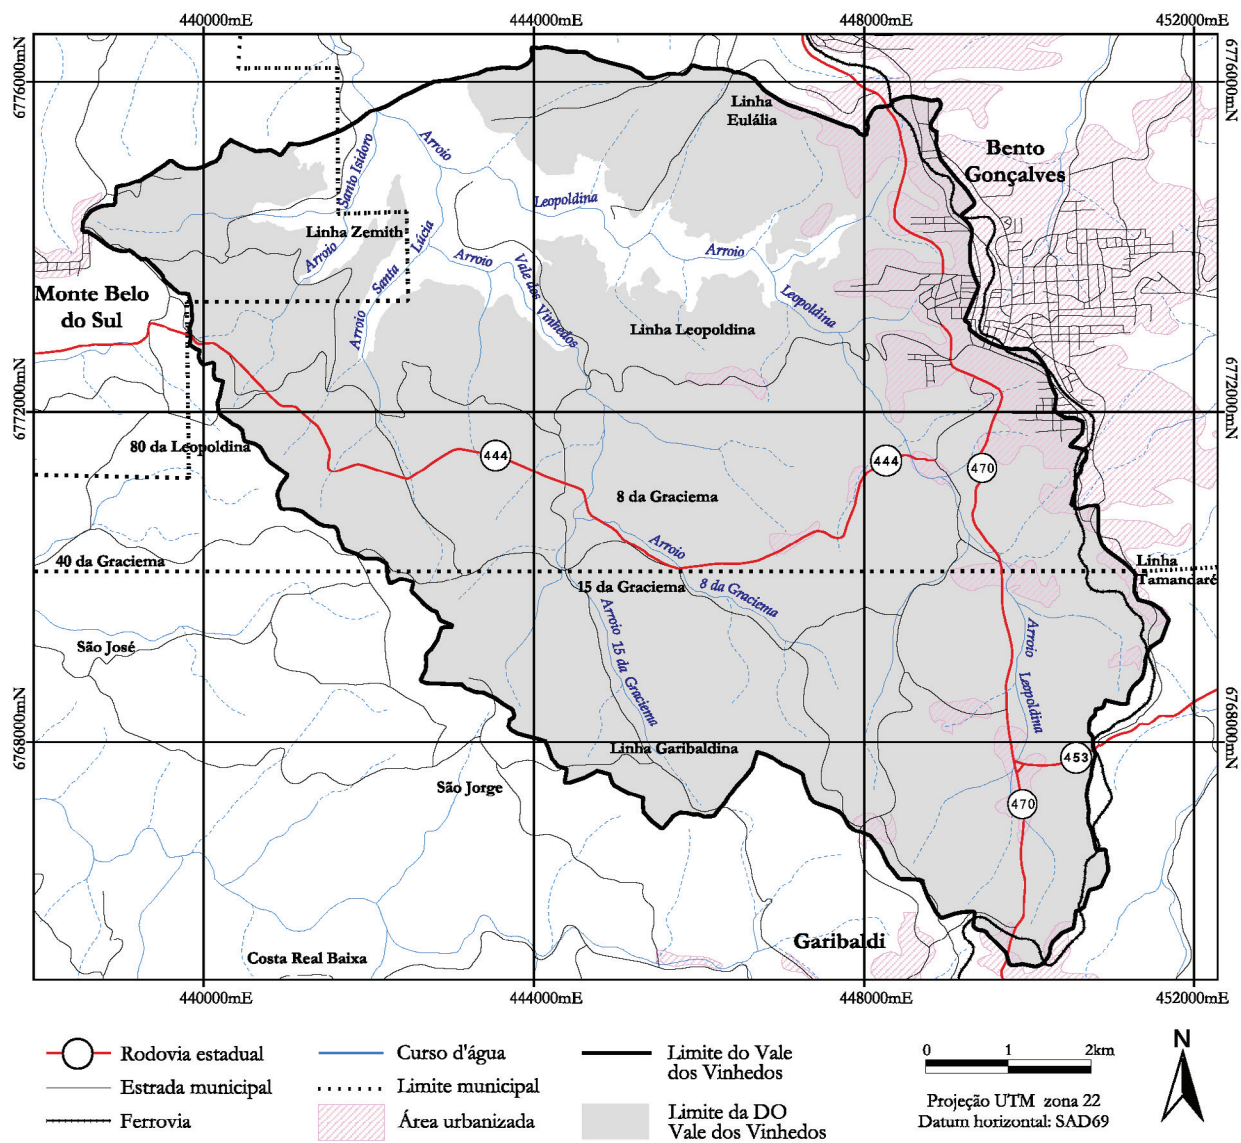 440000mE
444000mE
448000mE
452000mE
6776000mN
6776000mN
Linha
Eulália
Bento
Gonçalves
Arroio
Santo Isidoro
Leopoldina
Linha Zemith
Lúcia
Arroio
Santa
Arroio
Arroio
Vale dos
Vinhedos
Arroio
Leopoldina
Monte Belo
do Sul
Linha Leopoldina
6772000mN
6772000mN
80 da Leopoldina
444
444
470
8 da Graciema
Arroio
40 da Graciema
15 da Graciema
8 da Graciema
Linha
Tamandaré
Arroio
15 da Graciema
Arroio
Leopoldina
São José
6768000mN
6768000mN
Linha Garibaldina
453
São Jorge
470
Garibaldi
Costa Real Baixa
440000mE
444000mE
448000mE
452000mE
Rodovia estadual
Estrada municipal
Ferrovia
Curso d'água
Limite municipal
Área urbanizada
Limite do Vale
dos Vinhedos
Limite da DO
Vale dos Vinhedos
0 1 2km
Projeção UTM zona 22
Datum horizontal: SAD69
N